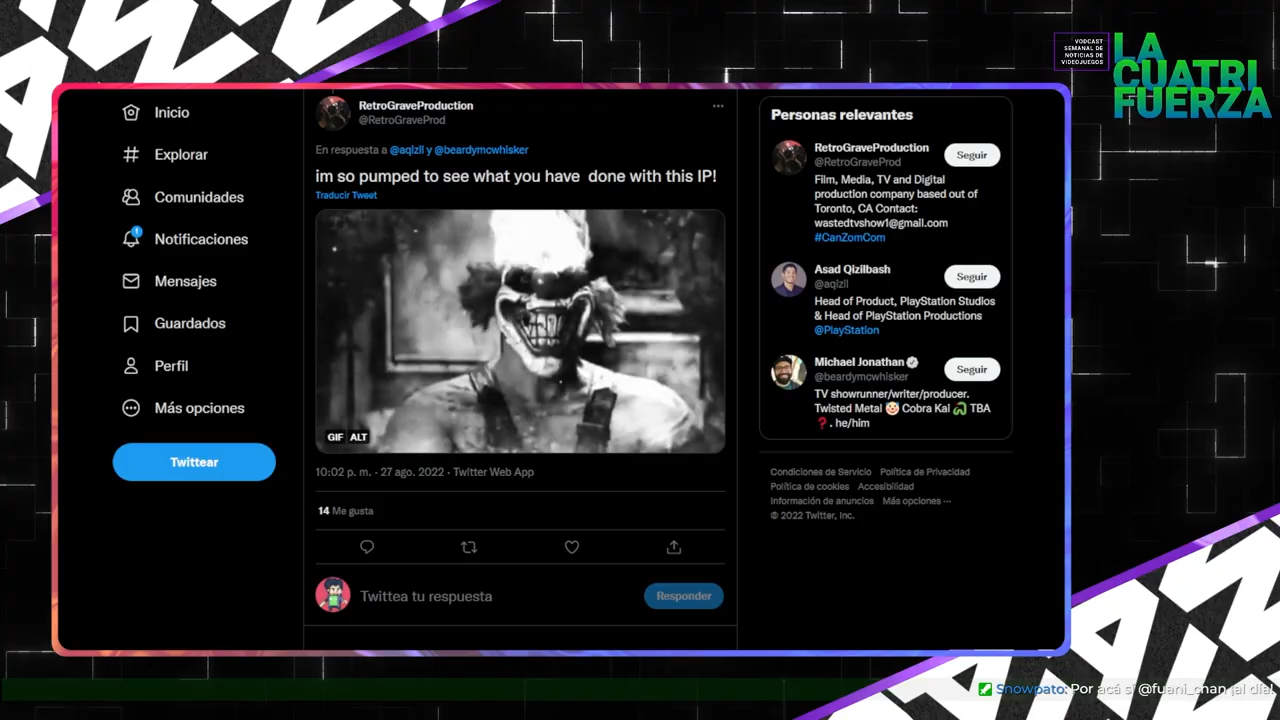 VODCAST
SEMANAL DE
NOTICIAS DE
VIDEOJUEGOS
LA
CUATRI
FUERZA
Inicio
Explorar
Comunidades
1
Notificaciones
Mensajes
Guardados
Perfil
Más opciones
Twittear
RetroGraveProduction
@RetroGraveProd
En respuesta a @aqizil y @beardymcwhisker
im so pumped to see what you have done with this IP!
Traducir Tweet
GIF ALT
10:02 p. m. · 27 ago. 2022 · Twitter Web App
14 Me gusta
Twittea tu respuesta
Responder
Personas relevantes
RetroGraveProduction
@RetroGraveProd
Seguir
Film, Media, TV and Digital
production company based out of
Toronto, CA Contact:
wastedtvshow1@gmail.com
#CanZomCom
Asad Qizilbash
@aqizil
Seguir
Head of Product, PlayStation Studios
& Head of PlayStation Productions
@PlayStation
Michael Jonathan
@beardymcwhisker
Seguir
TV showrunner/writer/producer.
Twisted Metal 🤡 Cobra Kai 🐍 TBA
❓. he/him
Condiciones de Servicio Política de Privacidad
Política de cookies Accesibilidad
Información de anuncios Más opciones ···
© 2022 Twitter, Inc.
Snowpato: Por acá si @fuani_chan ¡al día!